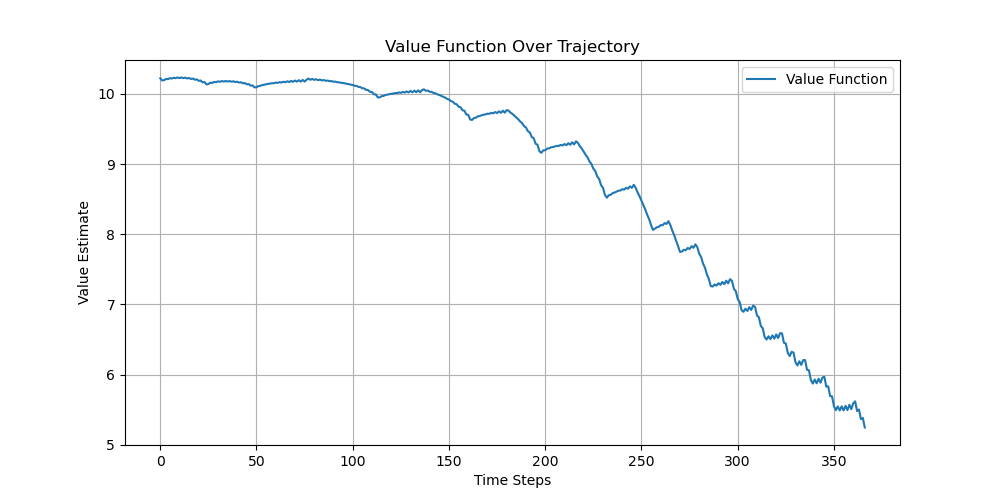 Value Function Over Trajectory
Value Function
Value Estimate
10
9
8
7
6
5
0 50 100 150 200 250 300 350
Time Steps